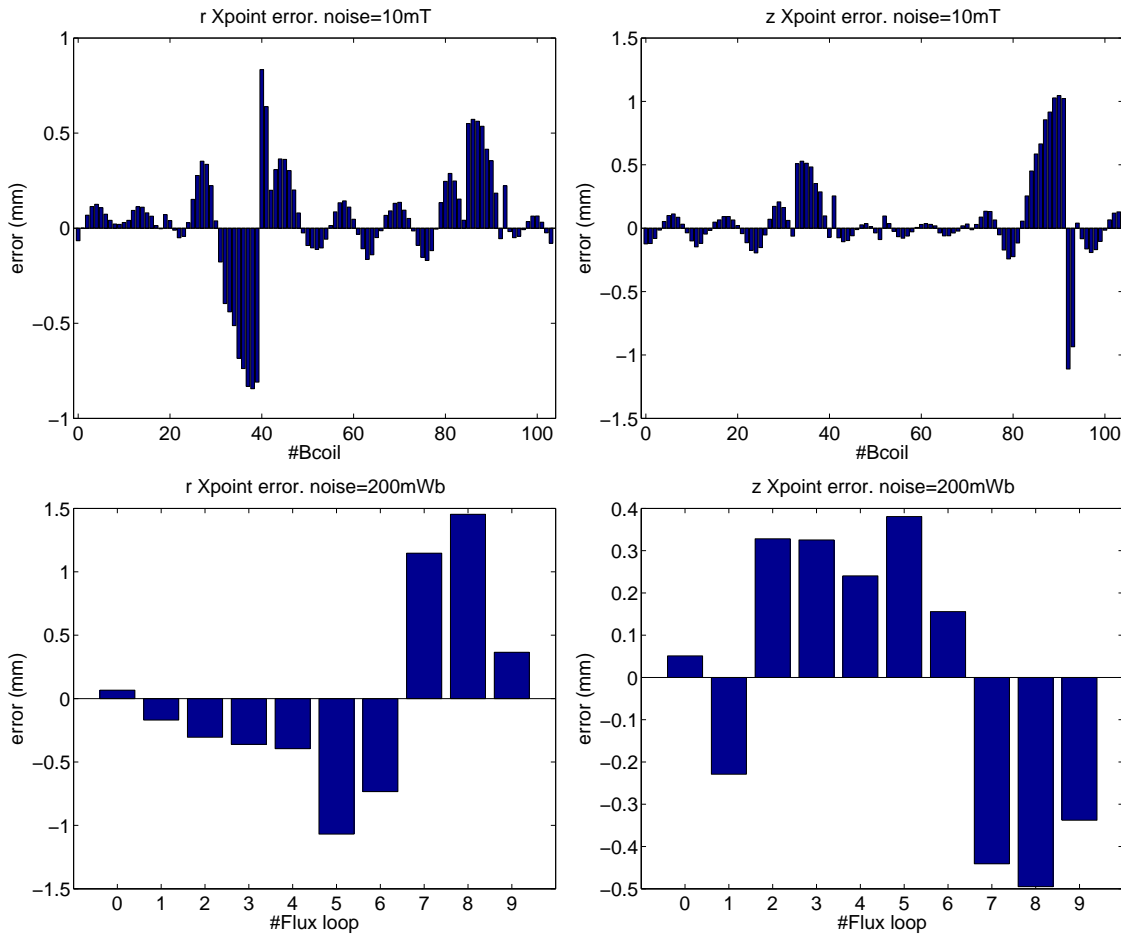 r Xpoint error. noise=10mT
1
0.5
0
−0.5
−1
error (mm)
0 20 40 60 80 100
#Bcoil
z Xpoint error. noise=10mT
1.5
1
0.5
0
−0.5
−1
−1.5
error (mm)
0 20 40 60 80 100
#Bcoil
r Xpoint error. noise=200mWb
1.5
1
0.5
0
−0.5
−1
−1.5
error (mm)
0 1 2 3 4 5 6 7 8 9
#Flux loop
z Xpoint error. noise=200mWb
0.4
0.3
0.2
0.1
0
−0.1
−0.2
−0.3
−0.4
−0.5
error (mm)
0 1 2 3 4 5 6 7 8 9
#Flux loop